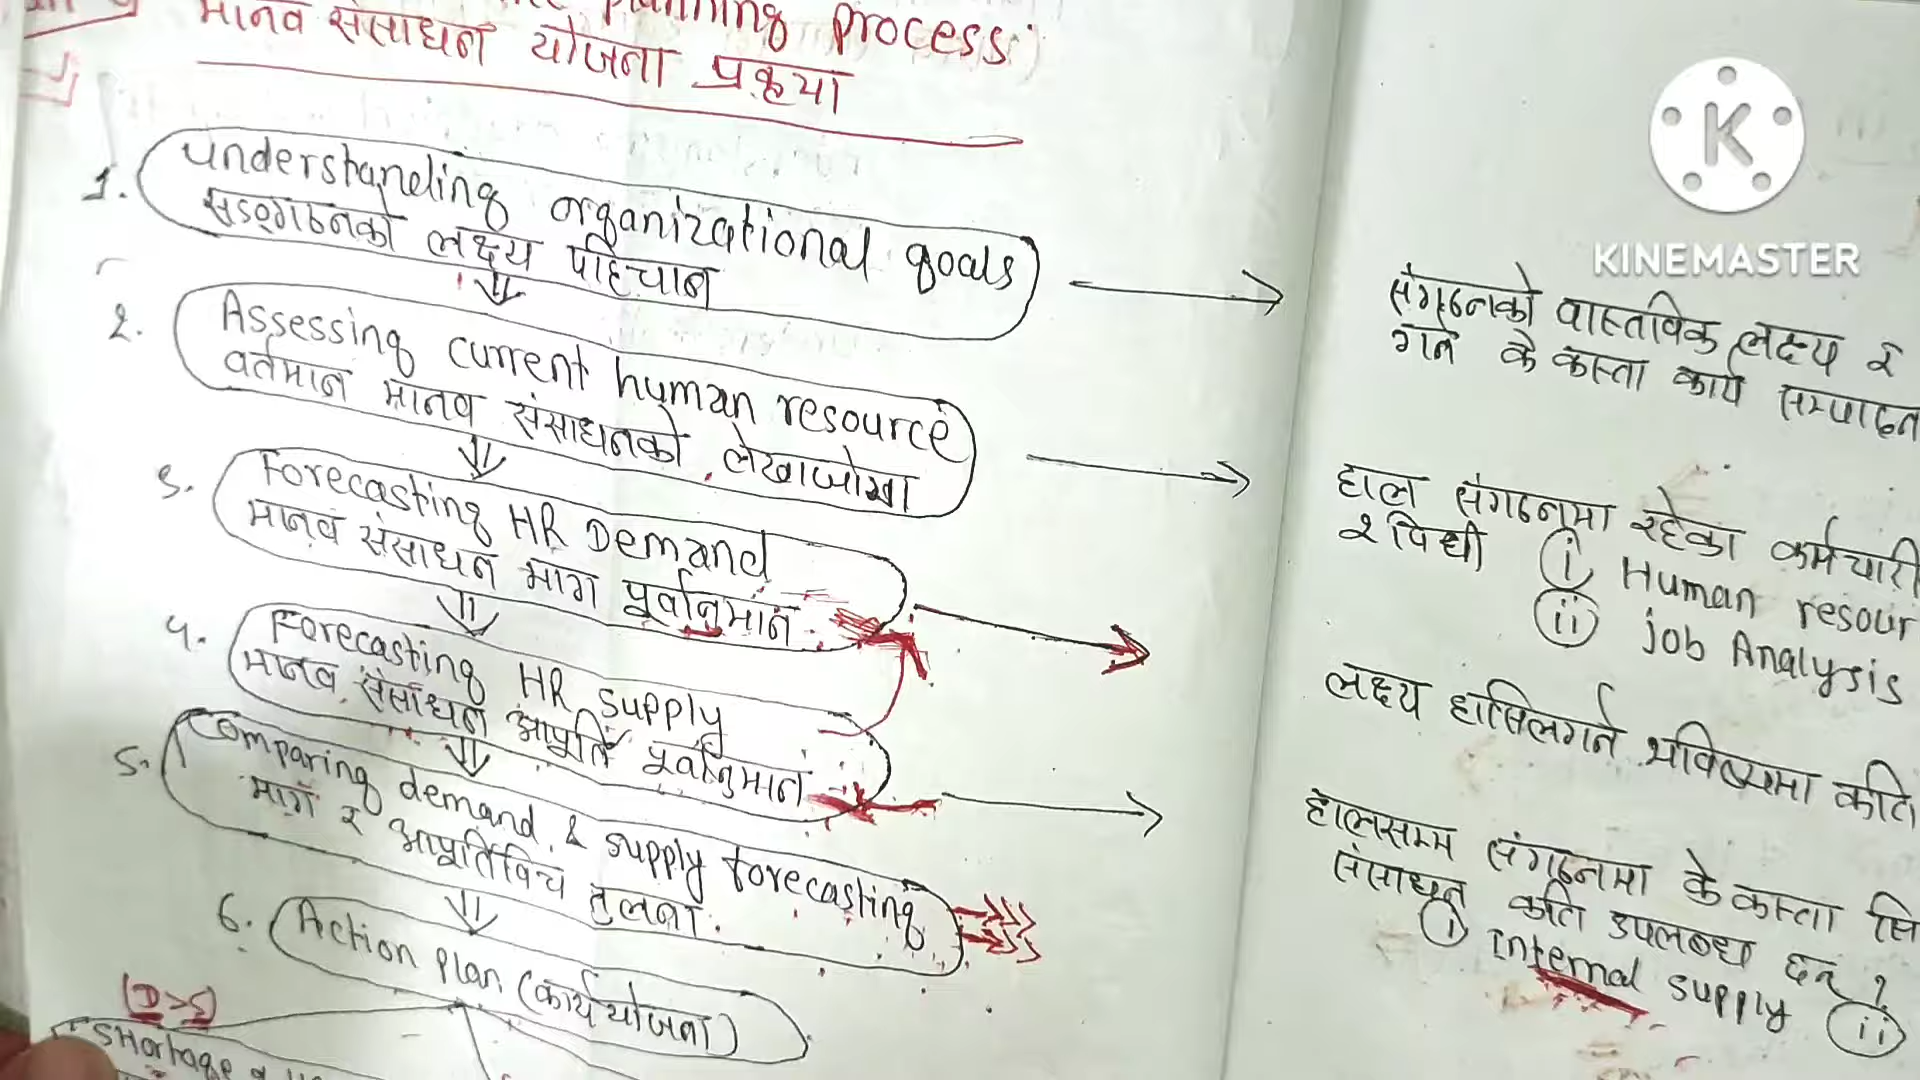 planning process:
मानव संसाधन योजना प्रकृया
1. understanding organizational goals
सङगठनको लक्ष्य पहिचान
2. Assessing current human resource
वर्तमान मानव संसाधनको लेखाजोखा
3. Forecasting HR Demand
मानव संसाधन माग पूर्वानुमान
4. Forecasting HR supply
मानव संसाधन आपूर्ति पूर्वानुमान
5. Comparing demand & supply forecasting
माग र आपूर्तिविच तुलना.
6. Action plan (कार्ययोजना)
(D>S)
Shortage
KINEMASTER
संगठनको वास्तविक लक्ष्य र
गर्न के कस्ता कार्य सम्पादन
हाल संगठनमा रहेका कर्मचारी
२ विधी (i) Human resour
(ii) job Analysis
लक्ष्य हासिलगर्न भविष्यमा कति
हालसम्म संगठनमा के कस्ता सि
संसाधन कति उपलब्ध छन् ?
(i) internal supply (ii)